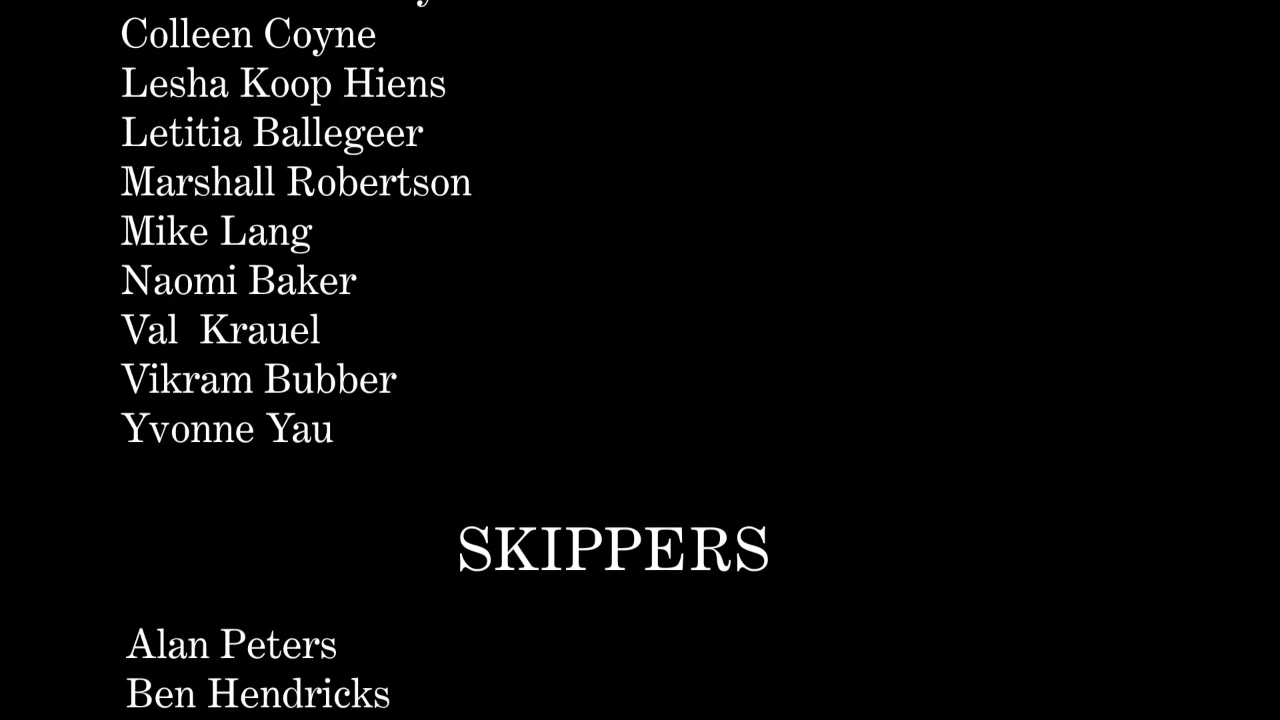 Colleen Coyne
Lesha Koop Hiens
Letitia Ballegeer
Marshall Robertson
Mike Lang
Naomi Baker
Val  Krauel
Vikram Bubber
Yvonne Yau
SKIPPERS
Alan Peters
Ben Hendricks